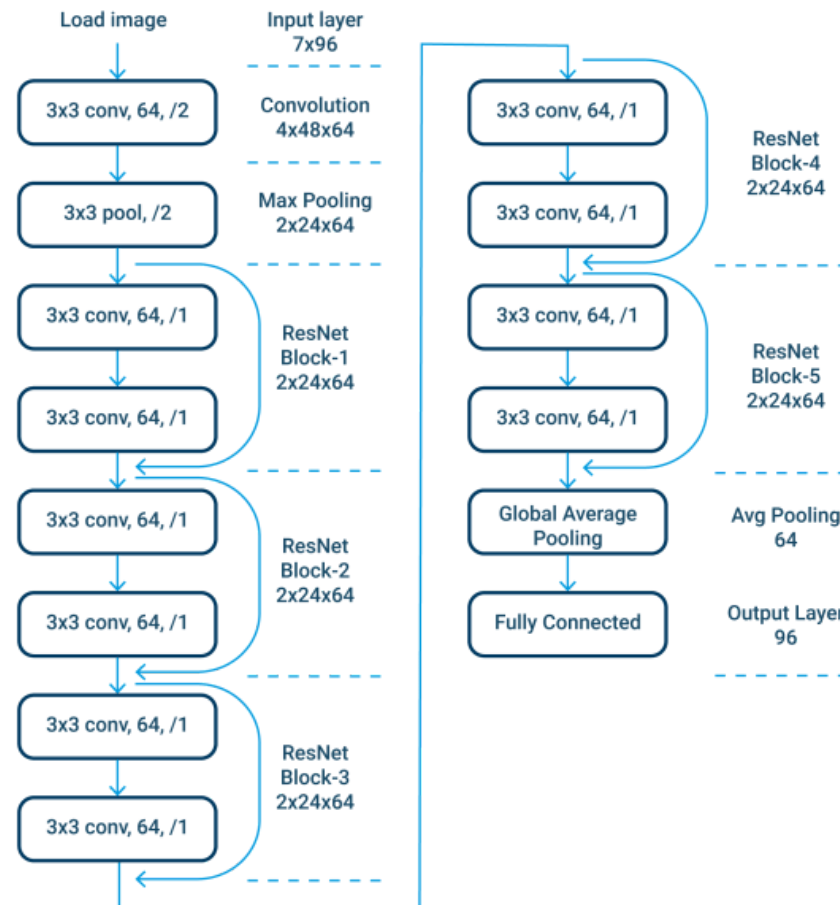 Load image
Input layer
7x96
3x3 conv, 64, /2
Convolution
4x48x64
3x3 pool, /2
Max Pooling
2x24x64
3x3 conv, 64, /1
3x3 conv, 64, /1
ResNet
Block-1
2x24x64
3x3 conv, 64, /1
3x3 conv, 64, /1
ResNet
Block-2
2x24x64
3x3 conv, 64, /1
3x3 conv, 64, /1
ResNet
Block-3
2x24x64
3x3 conv, 64, /1
3x3 conv, 64, /1
ResNet
Block-4
2x24x64
3x3 conv, 64, /1
3x3 conv, 64, /1
ResNet
Block-5
2x24x64
Global Average
Pooling
Avg Pooling
64
Fully Connected
Output Layer
96